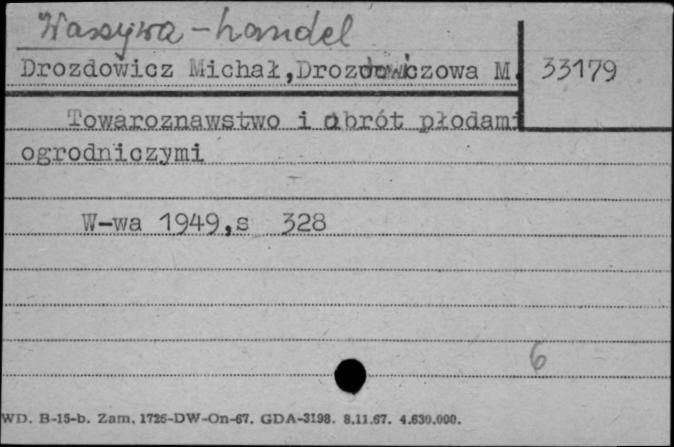 Warzywa - handel
Drozdowicz Michał,Drozdowiczowa M. 33179
Towaroznawstwo i obrót płodami
ogrodniczymi
W-wa 1949,s 328
6
WD. B-15-b. Zam. 1726-DW-On-67. GDA-3198. 8.11.67. 4.630.000.